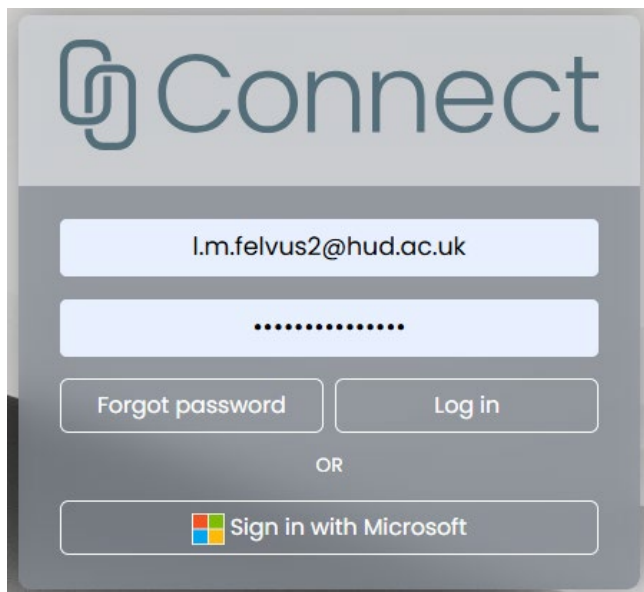 Connect
l.m.felvus2@hud.ac.uk
•••••••••••••••
Forgot password Log in
OR
Sign in with Microsoft